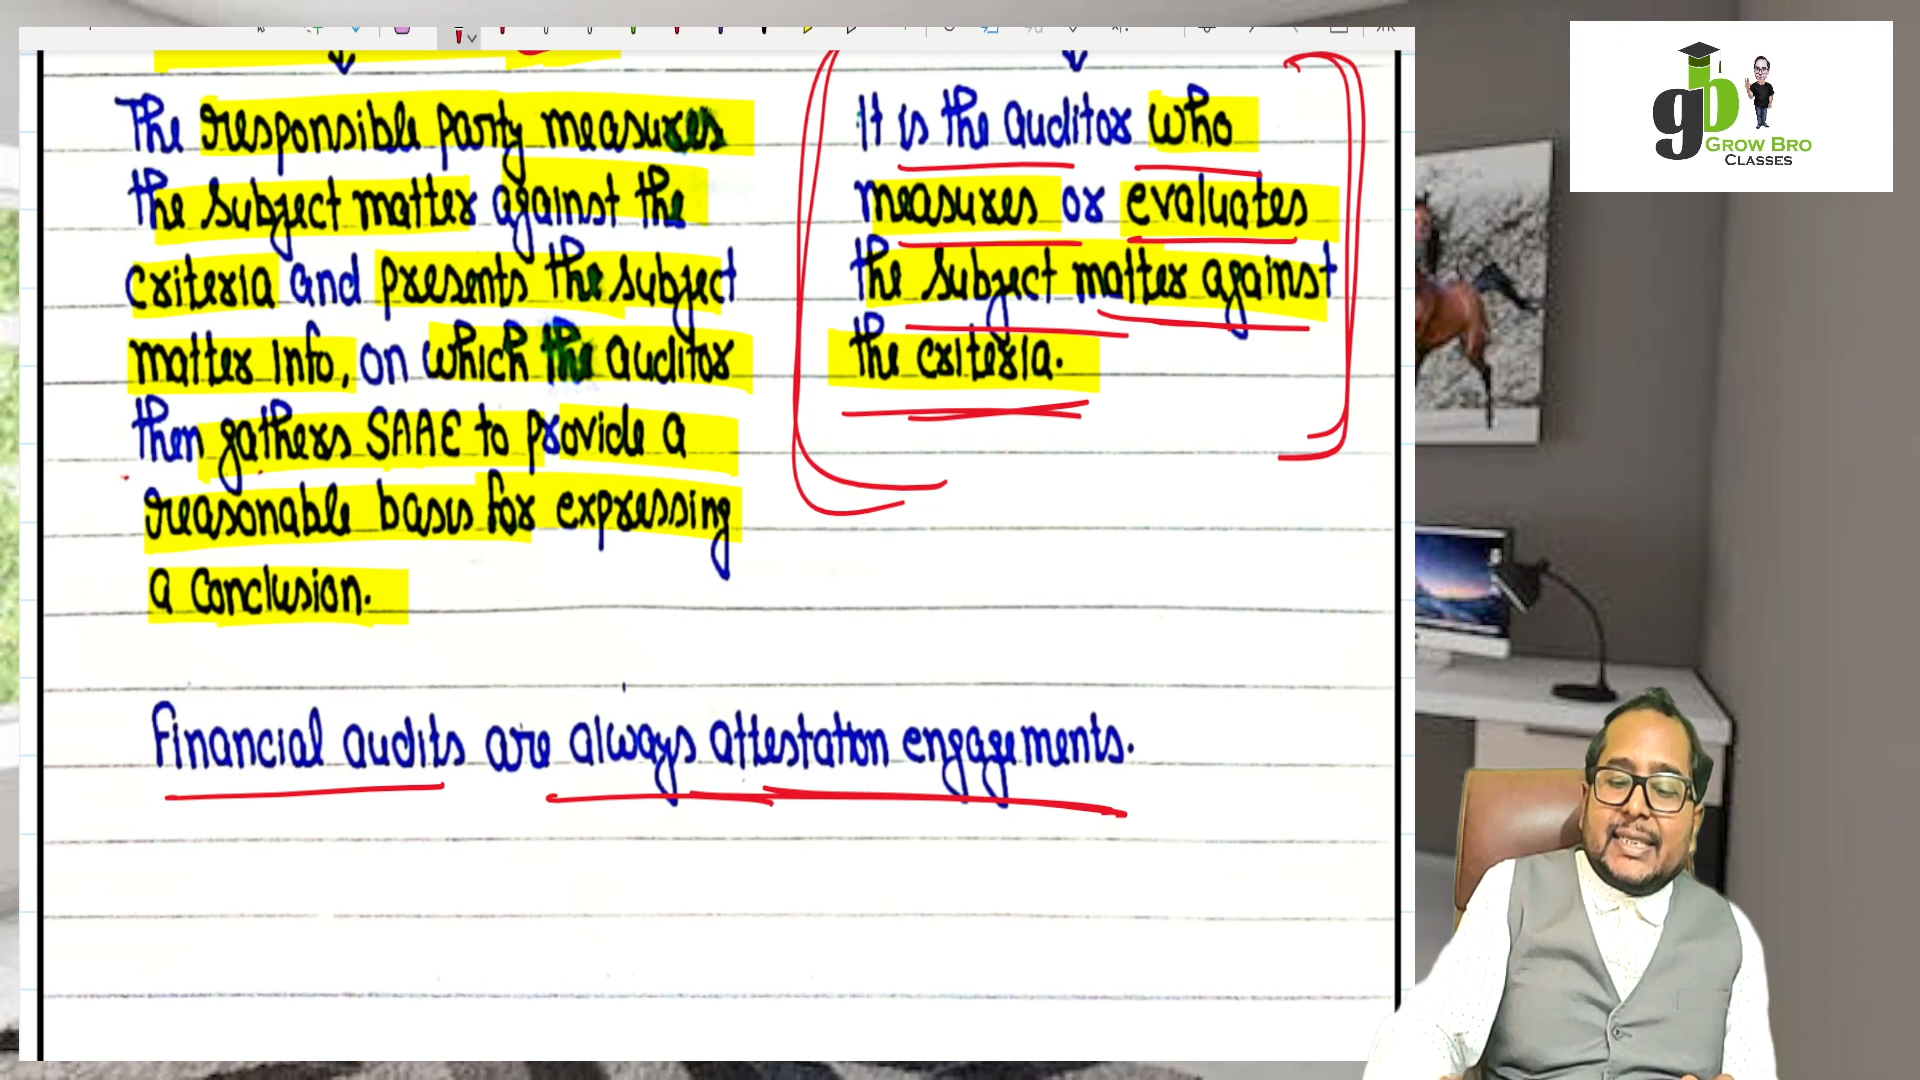 The responsible party measures
the subject matter against the
criteria and presents the subject
matter info, on which the auditor
then gathers SAAE to provide a
reasonable basis for expressing
a conclusion.
It is the auditor who
measures or evaluates
the subject matter against
the criteria.
Financial audits are always attestation engagements.
gb
GROW BRO
CLASSES